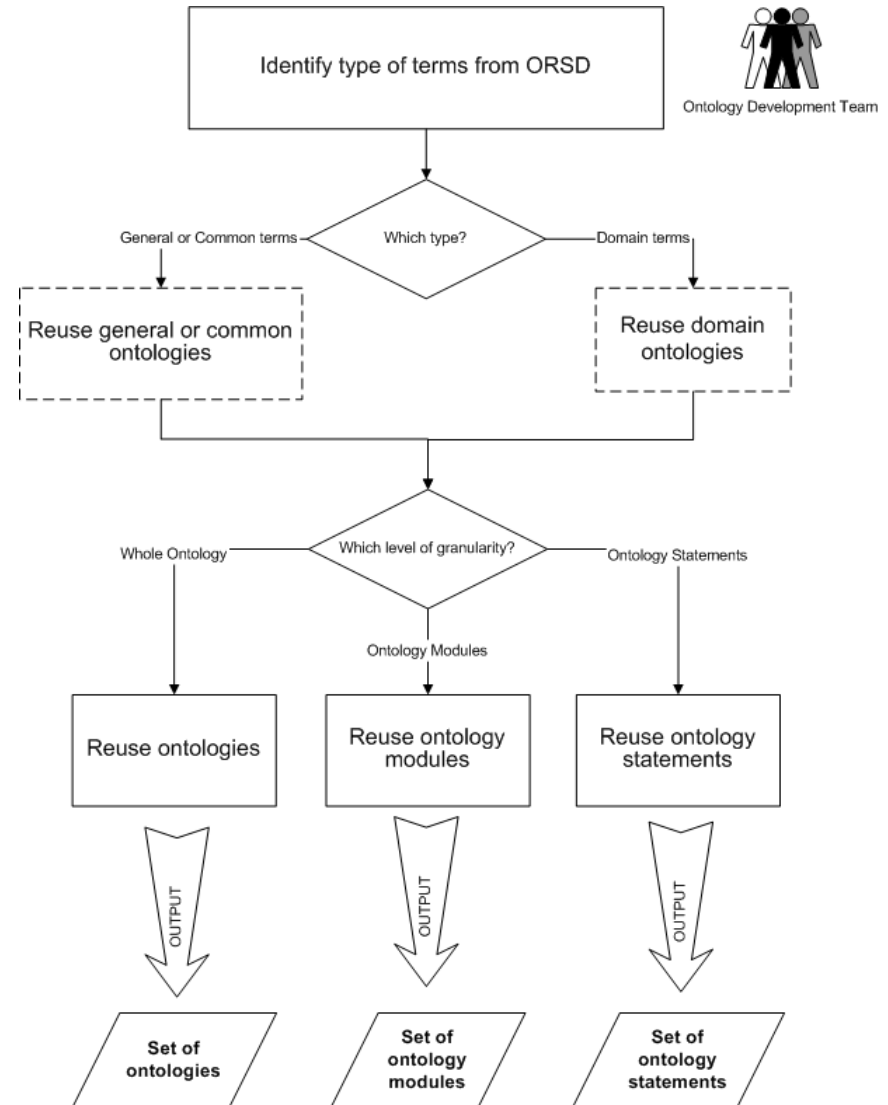 Identify type of terms from ORSD
Ontology Development Team
Which type?
General or Common terms
Domain terms
Reuse general or common
ontologies
Reuse domain
ontologies
Which level of granularity?
Whole Ontology
Ontology Statements
Ontology Modules
Reuse ontologies
Reuse ontology
modules
Reuse ontology
statements
OUTPUT
OUTPUT
OUTPUT
Set of
ontologies
Set of
ontology
modules
Set of
ontology
statements